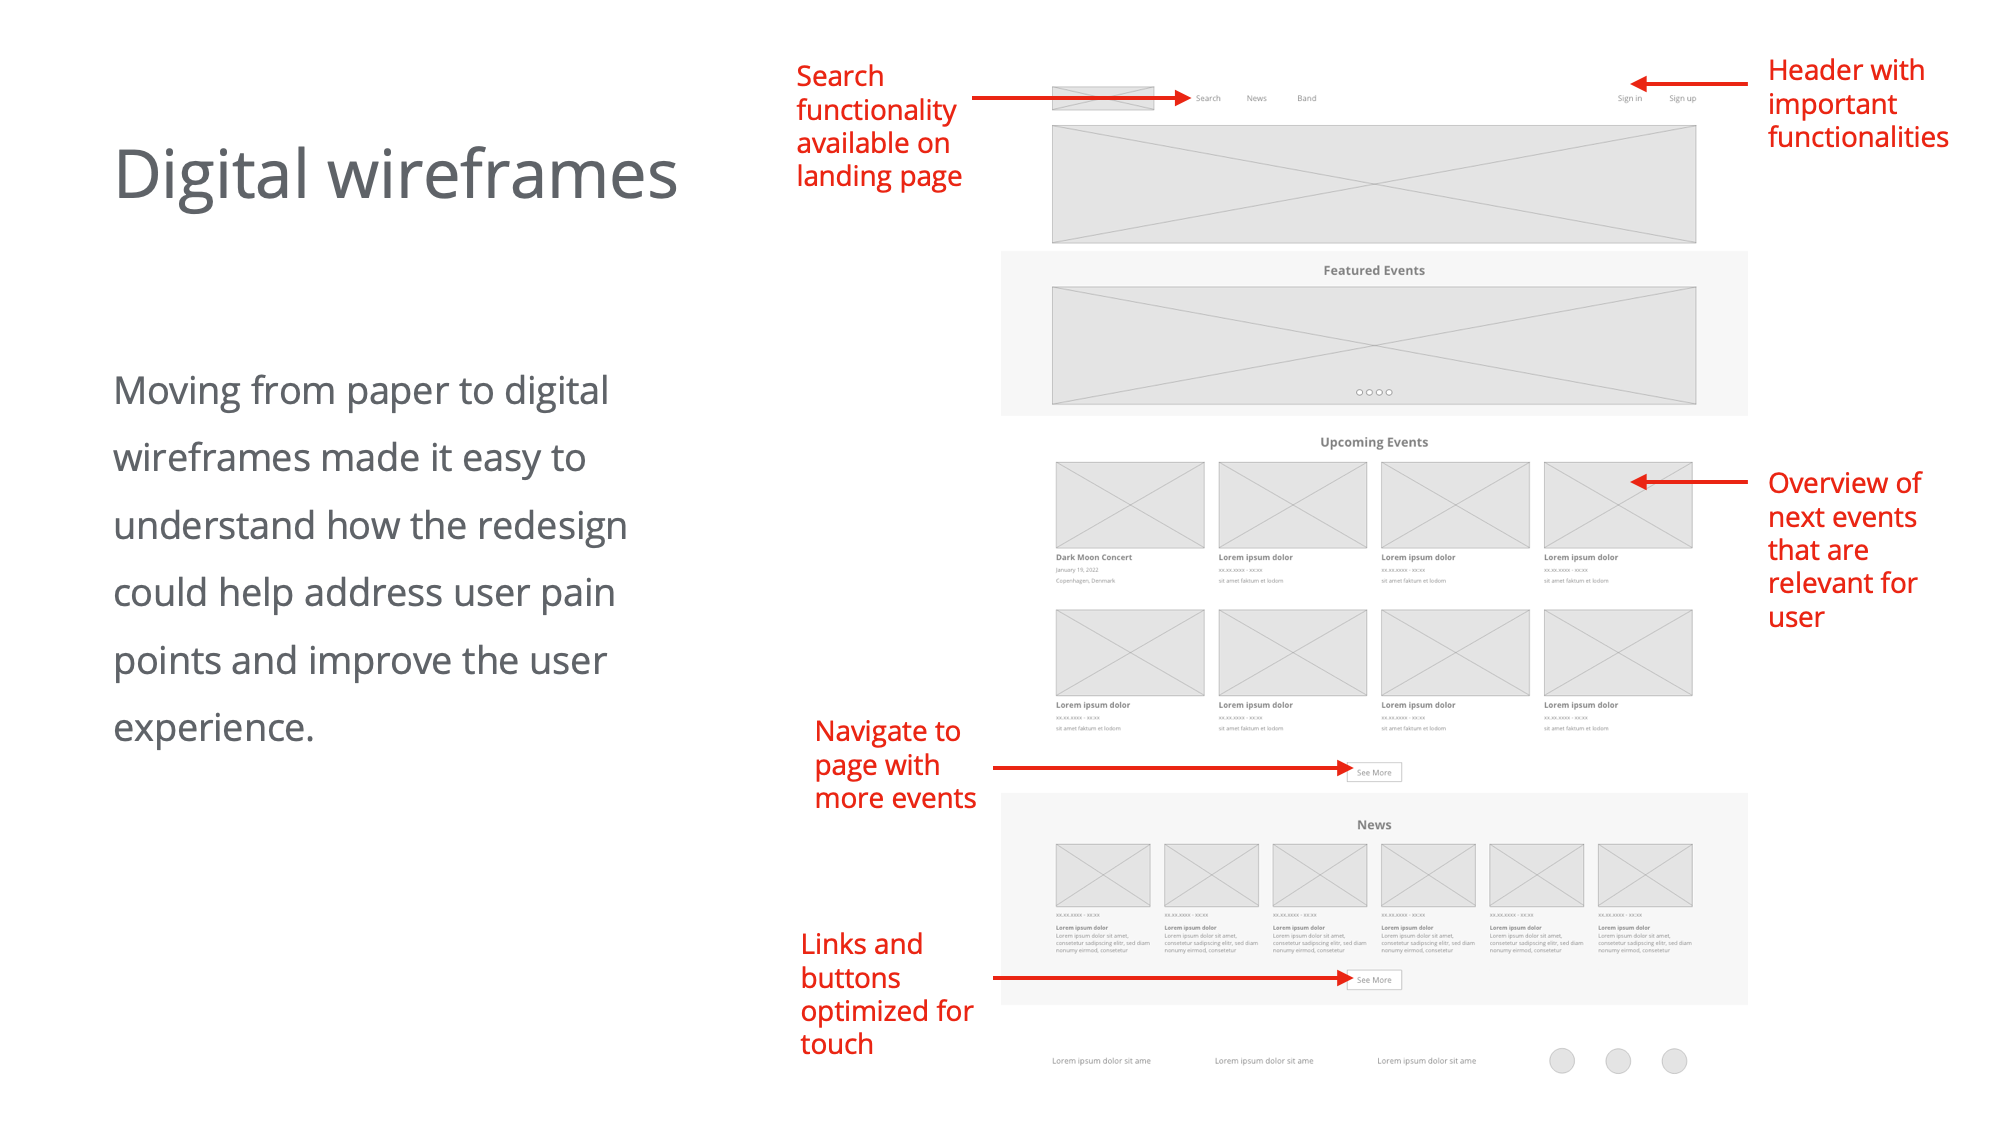 Digital wireframes
Moving from paper to digital
wireframes made it easy to
understand how the redesign
could help address user pain
points and improve the user
experience.
Search
functionality
available on
landing page
Header with
important
functionalities
Search News Band Sign in Sign up
Featured Events
Upcoming Events
Overview of
next events
that are
relevant for
user
Dark Moon Concert Lorem ipsum dolor Lorem ipsum dolor Lorem ipsum dolor
January 19, 2022 xx.xx.xxxx - xx:xx xx.xx.xxxx - xx:xx xx.xx.xxxx - xx:xx
Copenhagen, Denmark sit amet faktum et lodom sit amet faktum et lodom sit amet faktum et lodom
Lorem ipsum dolor Lorem ipsum dolor Lorem ipsum dolor Lorem ipsum dolor
xx.xx.xxxx - xx:xx xx.xx.xxxx - xx:xx xx.xx.xxxx - xx:xx xx.xx.xxxx - xx:xx
sit amet faktum et lodom sit amet faktum et lodom sit amet faktum et lodom sit amet faktum et lodom
Navigate to
page with
more events
See More
News
xx.xx.xxxx - xx:xx xx.xx.xxxx - xx:xx xx.xx.xxxx - xx:xx xx.xx.xxxx - xx:xx xx.xx.xxxx - xx:xx xx.xx.xxxx - xx:xx
Lorem ipsum dolor Lorem ipsum dolor Lorem ipsum dolor Lorem ipsum dolor Lorem ipsum dolor Lorem ipsum dolor
Lorem ipsum dolor sit amet, Lorem ipsum dolor sit amet, Lorem ipsum dolor sit amet, Lorem ipsum dolor sit amet, Lorem ipsum dolor sit amet, Lorem ipsum dolor sit amet,
consetetur sadipscing elitr, sed diam consetetur sadipscing elitr, sed diam consetetur sadipscing elitr, sed diam consetetur sadipscing elitr, sed diam consetetur sadipscing elitr, sed diam consetetur sadipscing elitr, sed diam
nonumy eirmod, consetetur nonumy eirmod, consetetur nonumy eirmod, consetetur nonumy eirmod, consetetur nonumy eirmod, consetetur nonumy eirmod, consetetur
Links and
buttons
optimized for
touch
See More
Lorem ipsum dolor sit ame Lorem ipsum dolor sit ame Lorem ipsum dolor sit ame